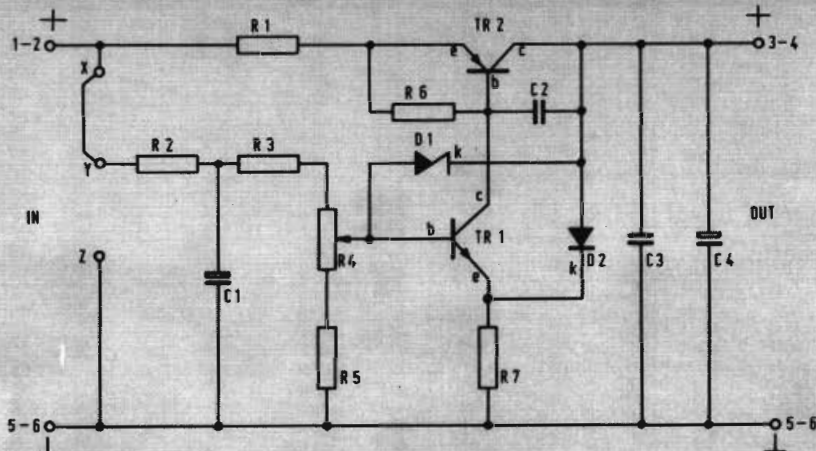 + +
1-2 R1 TR2 3-4
e c
X b
R6 C2
R2 R3 D1 k
Y
c
IN OUT
b TR1
Z R4 D2 C3 C4
e k
C1
R5 R7
5-6 5-6